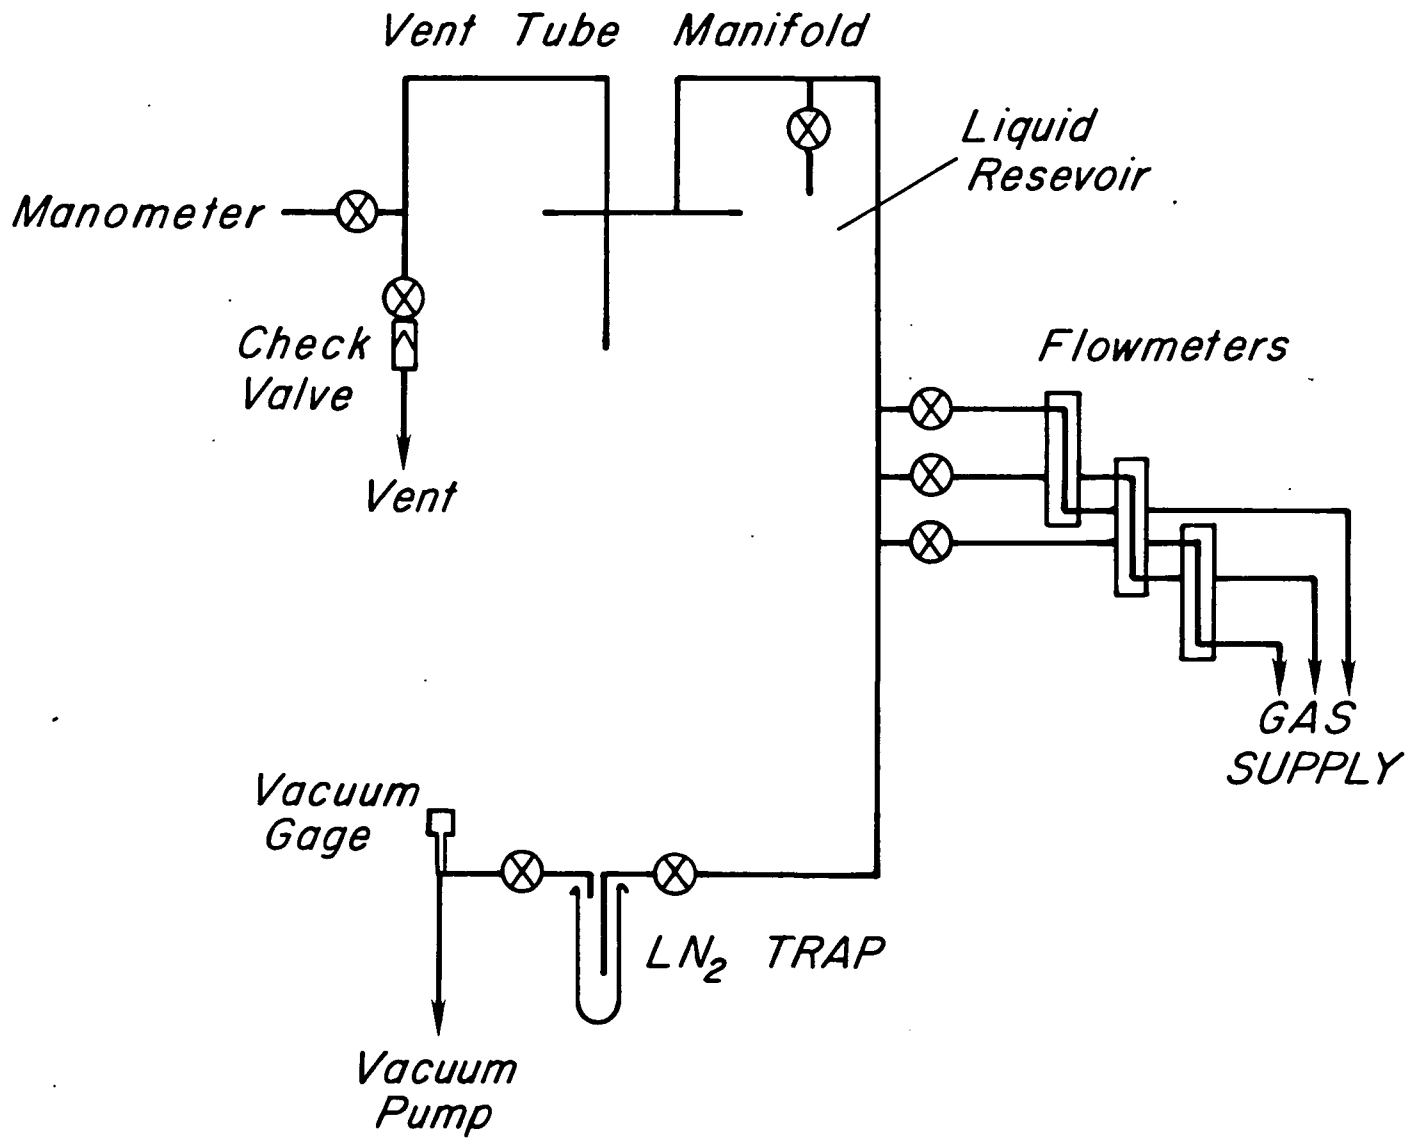 Vent Tube Manifold
Liquid
Resevoir
Manometer
Check
Valve
Vent
Flowmeters
GAS
SUPPLY
Vacuum
Gage
LN₂ TRAP
Vacuum
Pump